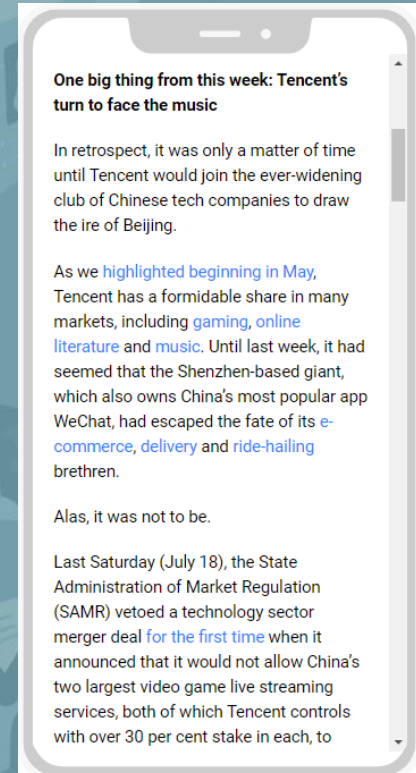 One big thing from this week: Tencent's
turn to face the music
In retrospect, it was only a matter of time
until Tencent would join the ever-widening
club of Chinese tech companies to draw
the ire of Beijing.
As we highlighted beginning in May,
Tencent has a formidable share in many
markets, including gaming, online
literature and music. Until last week, it had
seemed that the Shenzhen-based giant,
which also owns China's most popular app
WeChat, had escaped the fate of its e-
commerce, delivery and ride-hailing
brethren.
Alas, it was not to be.
Last Saturday (July 18), the State
Administration of Market Regulation
(SAMR) vetoed a technology sector
merger deal for the first time when it
announced that it would not allow China's
two largest video game live streaming
services, both of which Tencent controls
with over 30 per cent stake in each, to